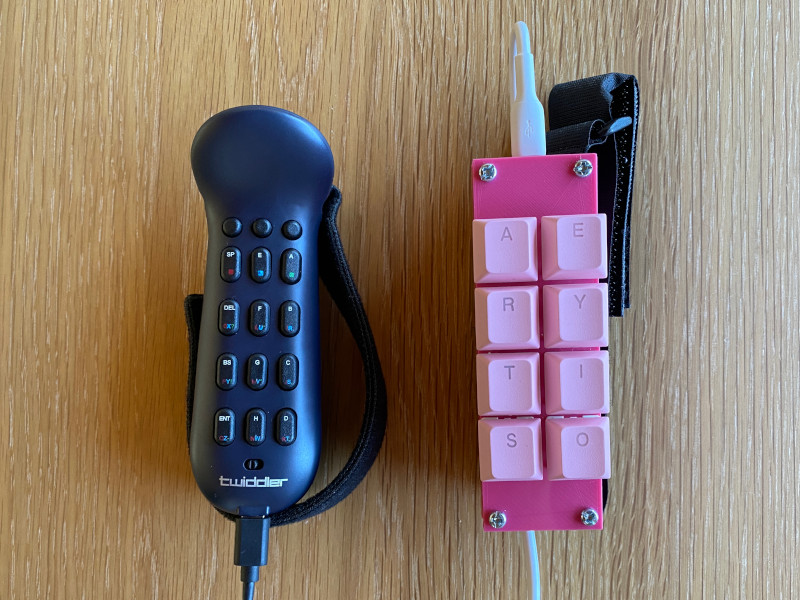 SP E A
DEL F B
BS G C
ENT H D
twiddler
A E
R Y
T I
S O